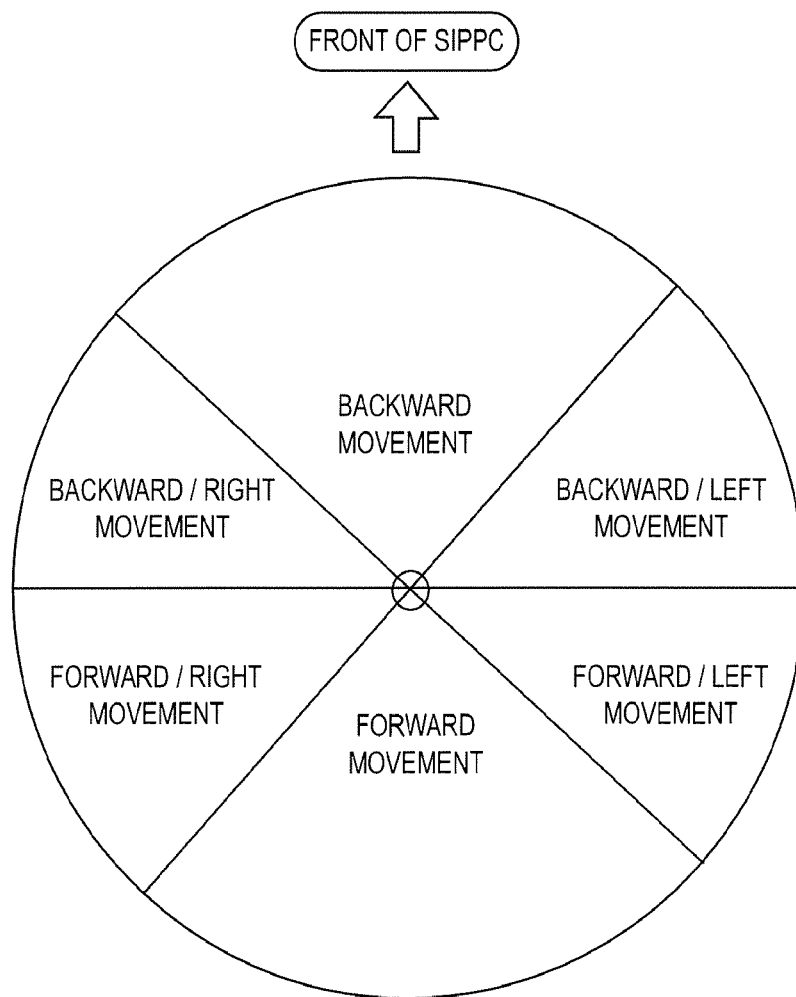 FRONT OF SIPPC
BACKWARD
MOVEMENT
BACKWARD / RIGHT
MOVEMENT
BACKWARD / LEFT
MOVEMENT
FORWARD / RIGHT
MOVEMENT
FORWARD
MOVEMENT
FORWARD / LEFT
MOVEMENT